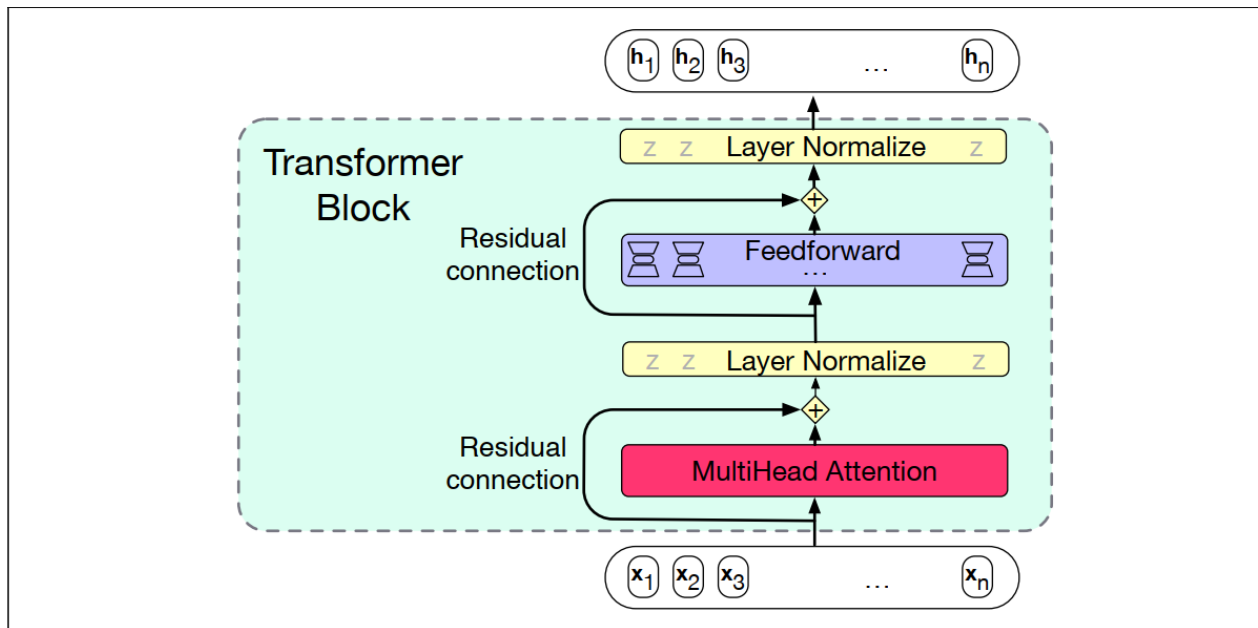 h1 h2 h3 ... hn
Transformer
Block
z z Layer Normalize z
+
Residual
connection
Feedforward
...
z z Layer Normalize z
+
Residual
connection
MultiHead Attention
x1 x2 x3 ... xn